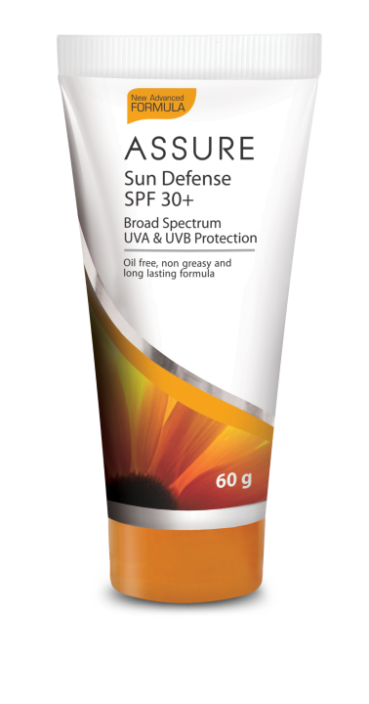 New Advanced
FORMULA
ASSURE
Sun Defense
SPF 30+
Broad Spectrum
UVA & UVB Protection
Oil free, non greasy and
long lasting formula
60 g